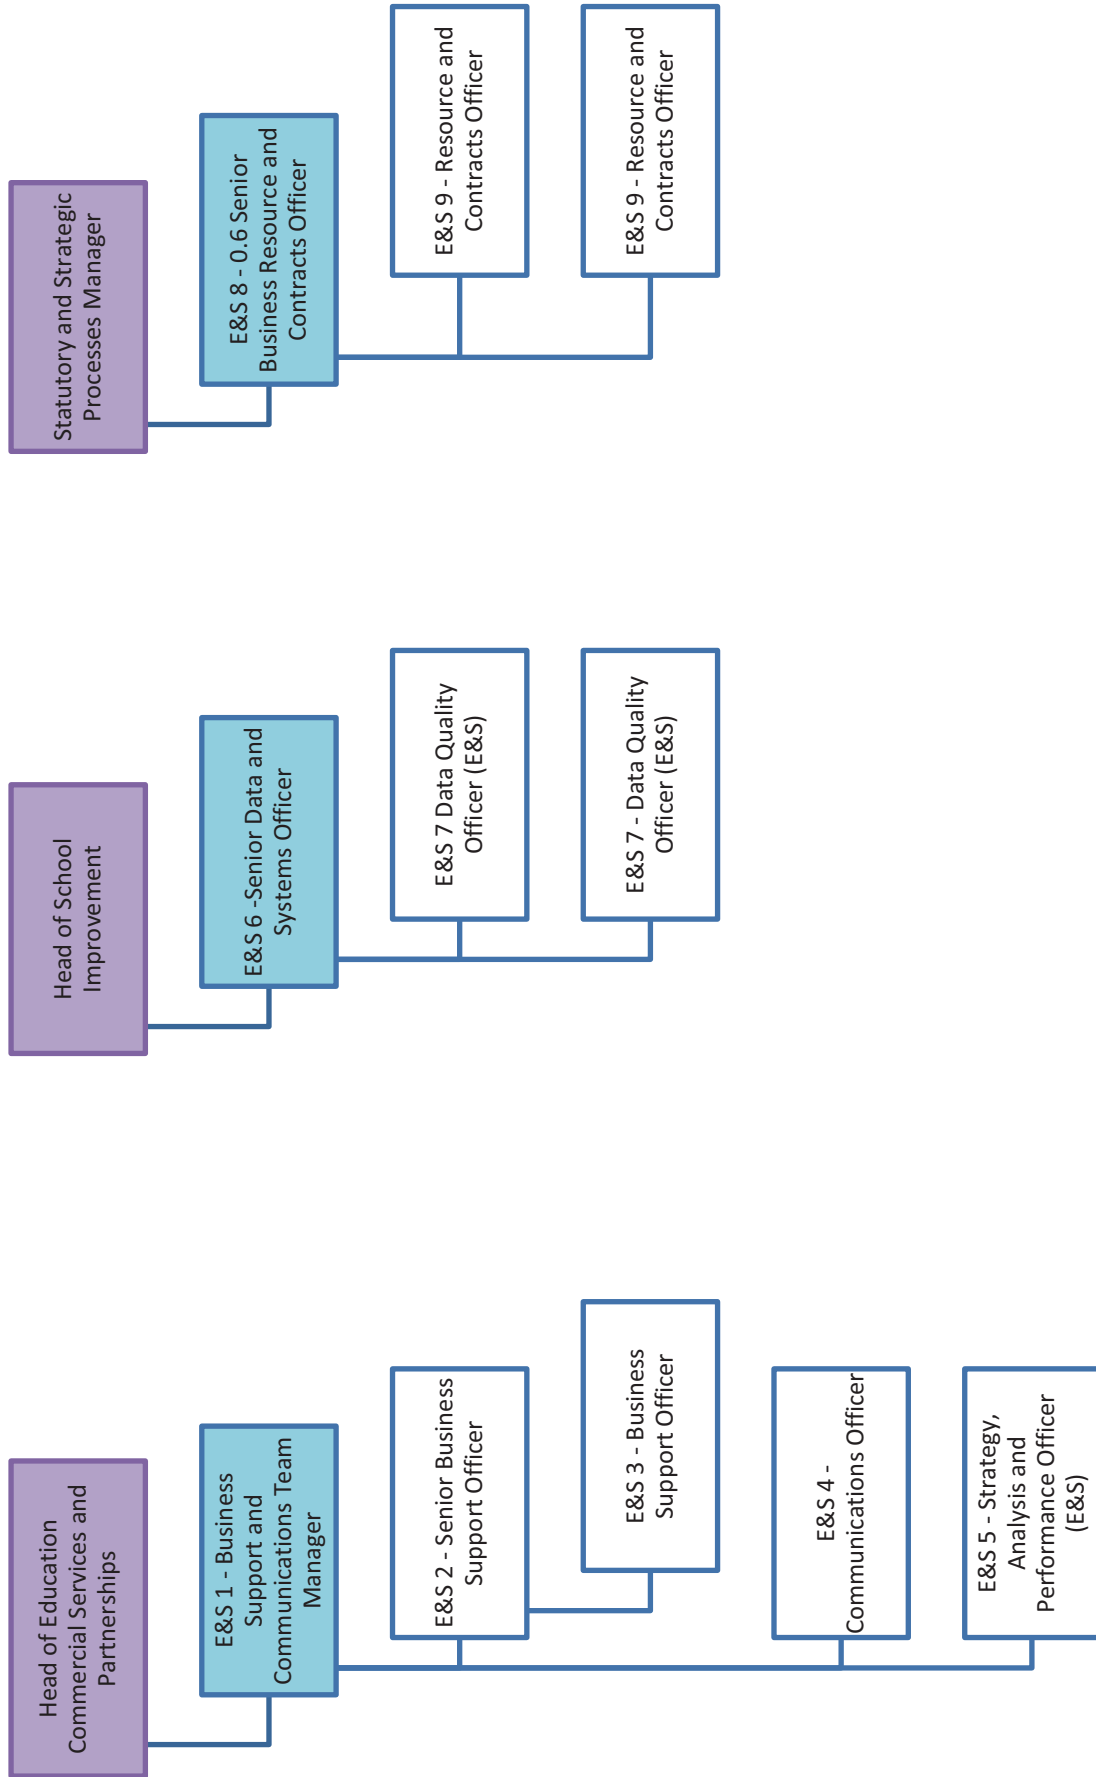 Head of Education
Commercial Services and
Partnerships
E&S 1 - Business
Support and
Communications Team
Manager
E&S 2 - Senior Business
Support Officer
E&S 3 - Business
Support Officer
E&S 4 -
Communications Officer
E&S 5 - Strategy,
Analysis and
Performance Officer
(E&S)
Head of School
Improvement
E&S 6 -Senior Data and
Systems Officer
E&S 7 Data Quality
Officer (E&S)
E&S 7 - Data Quality
Officer (E&S)
Statutory and Strategic
Processes Manager
E&S 8 - 0.6 Senior
Business Resource and
Contracts Officer
E&S 9 - Resource and
Contracts Officer
E&S 9 - Resource and
Contracts Officer